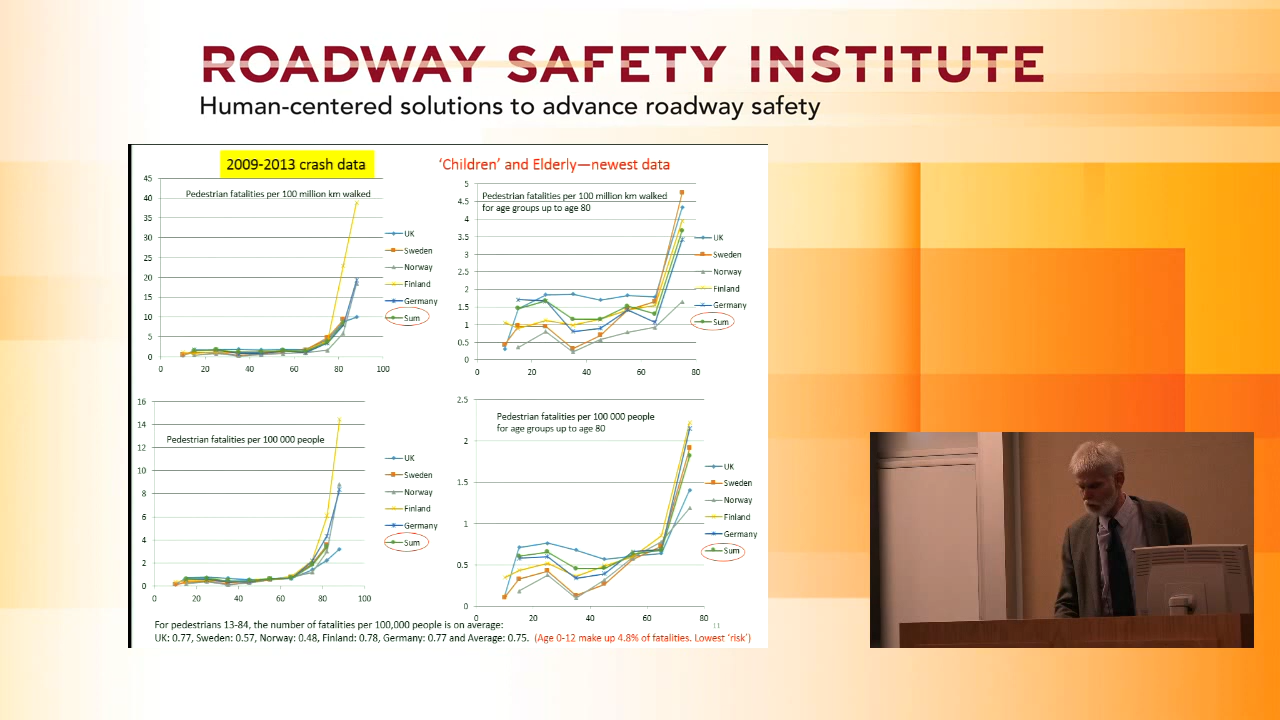 ROADWAY SAFETY INSTITUTE
Human-centered solutions to advance roadway safety
2009-2013 crash data
'Children' and Elderly—newest data
45
40
35
30
25
20
15
10
5
0
0
20
40
60
80
100
Pedestrian fatalities per 100 million km walked
UK
Sweden
Norway
Finland
Germany
Sum
5
4.5
4
3.5
3
2.5
2
1.5
1
0.5
0
0
20
40
60
80
Pedestrian fatalities per 100 million km walked
for age groups up to age 80
UK
Sweden
Norway
Finland
Germany
Sum
16
14
12
10
8
6
4
2
0
0
20
40
60
80
100
Pedestrian fatalities per 100 000 people
UK
Sweden
Norway
Finland
Germany
Sum
2.5
2
1.5
1
0.5
0
0
20
40
60
80
Pedestrian fatalities per 100 000 people
for age groups up to age 80
UK
Sweden
Norway
Finland
Germany
Sum
11
For pedestrians 13-84, the number of fatalities per 100,000 people is on average:
UK: 0.77, Sweden: 0.57, Norway: 0.48, Finland: 0.78, Germany: 0.77 and Average: 0.75. (Age 0-12 make up 4.8% of fatalities. Lowest 'risk')